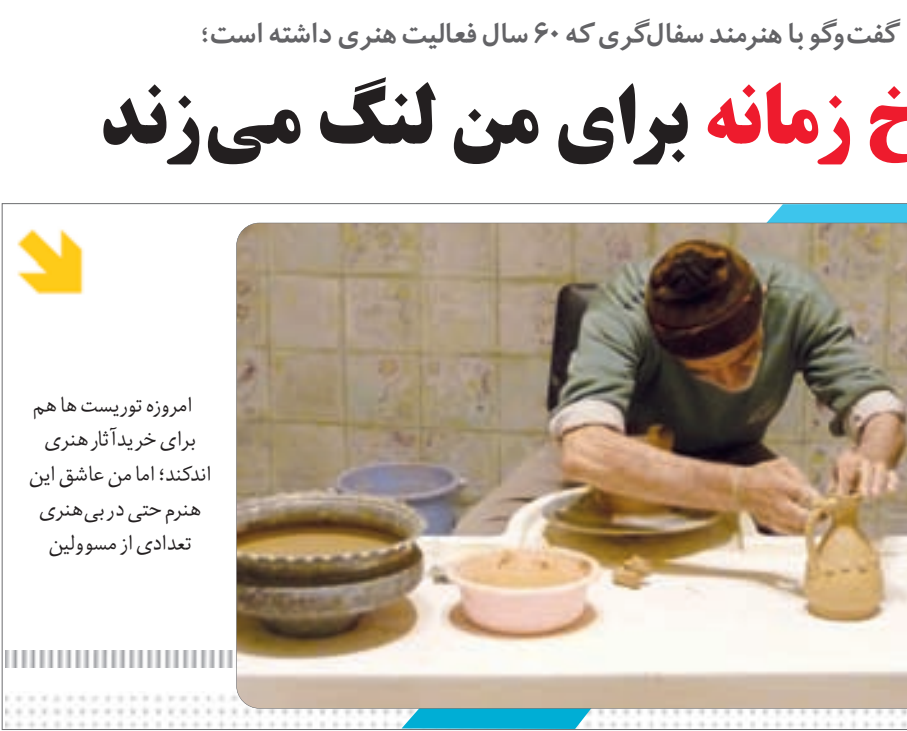 گفت‌وگو با هنرمند سفال‌گری که ۶۰ سال فعالیت هنری داشته است؛
خ زمانه برای من لنگ می‌زند
امروزه توریست ها هم
برای خرید آثار هنری
اندکند؛ اما من عاشق این
هنرم حتی در بی‌هنری
تعدادی از مسوولین